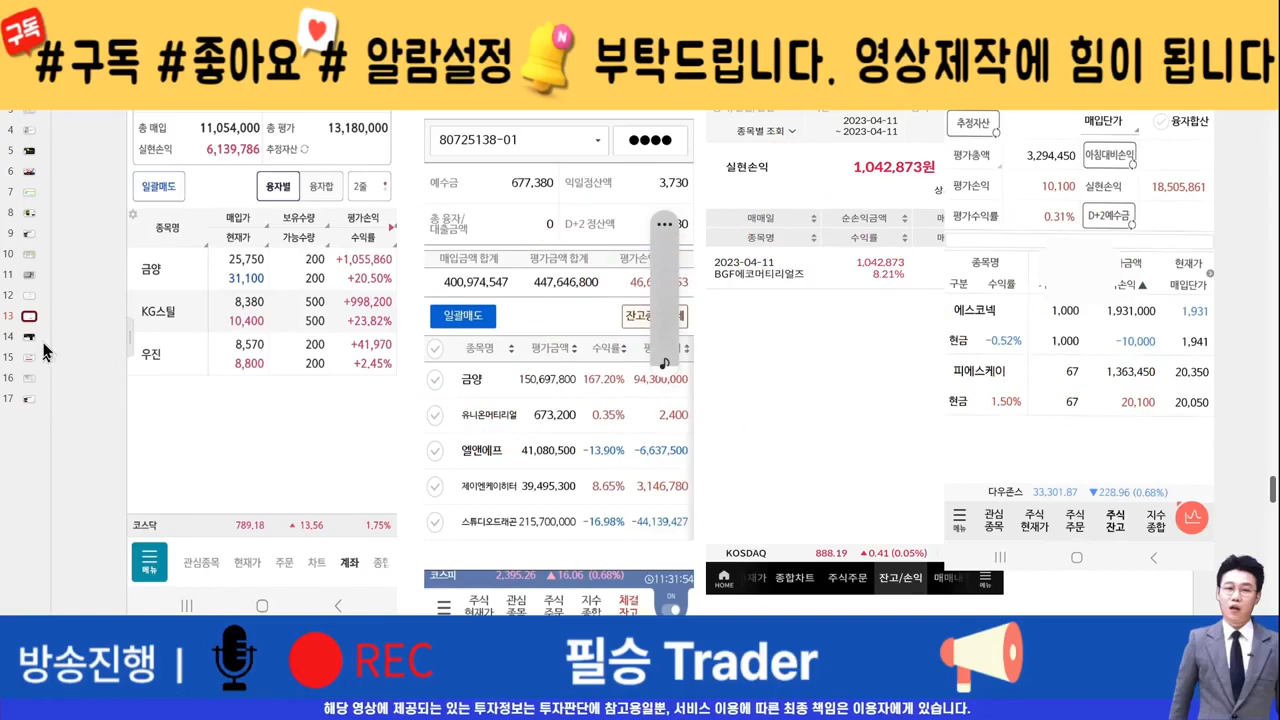 구독
N
#구독 #좋아요 # 알람설정 부탁드립니다. 영상제작에 힘이 됩니다
4
5
6
7
8
9
10
11
12
13
14
15
16
17
총 매입 11,054,000 총 평가 13,180,000
실현손익 6,139,786 추정자산
일괄매도 융자별 융자합 2줄
종목명 매입가 보유수량 평가손익
현재가 가능수량 수익률
금양 25,750 200 +1,055,860
31,100 200 +20,50%
KG스틸 8,380 500 +998,200
10,400 500 +23,82%
우진 8,570 200 +41,970
8,800 200 +2,45%
코스닥 789,18 ▲ 13,56 1,75%
메뉴 관심종목 현재가 주문 차트 계좌
80725138-01 ●●●●
예수금 677,380 익일정산액 3,730
총 융자/
대출금액 0 D+2 정산액
매입금액 합계 평가금액 합계
400,974,547 447,646,800
일괄매도
종목명 평가금액 수익률
금양 150,697,800 167.20% 94,300,000
유니온머티리얼 673,200 0.35% 2,400
엘앤에프 41,080,500 -13.90% -6,637,500
제이엔케이히터 39,495,300 8.65% 3,146,780
스튜디오드래곤 215,700,000 -16.98% -44,139,427
코스피 2,395.26 ▲16.06 (0.68%) 11:31:54
주식 관심 주식 지수 체결 ON
현재가 종목 주문 종합 잔고
2023-04-11
종목별 조회 ~ 2023-04-11
실현손익 1,042,873원
매매일 순손익금액
종목명 수익률
2023-04-11 1,042,873
BGF에코머티리얼즈 8.21%
KOSDAQ 888.19 ▲0.41 (0.05%)
HOME 재가 종합차트 주식주문 잔고/손익 매매내 메뉴
추정자산 매입단가 융자합산
평가총액 3,294,450 아침대비손익
평가손익 10,100 실현손익 18,505,861
평가수익률 0.31% D+2예수금
종목명 현재가
구분 수익률 손익▲ 매입단가
에스코넥 1,000 1,931,000 1,931
현금 -0.52% 1,000 -10,000 1,941
피에스케이 67 1,363,450 20,350
현금 1.50% 67 20,100 20,050
다우존스 33,301.87 ▼228.96 (0.68%)
메뉴 관심 주식 주식 주식 지수
종목 현재가 주문 잔고 종합
방송진행 | REC 필승 Trader
해당 영상에 제공되는 있는 투자정보는 투자판단에 참고용일뿐, 서비스 이용에 따른 최종 책임은 이용자에게 있습니다.